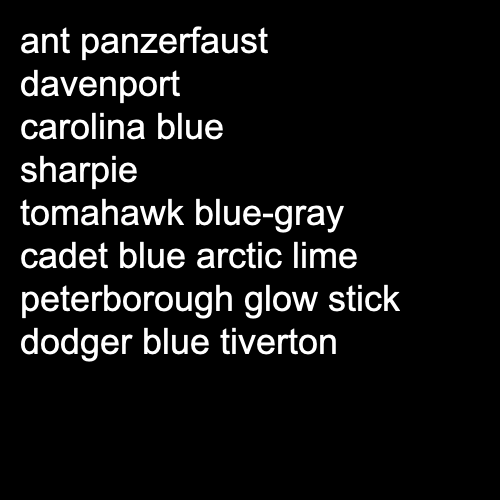 ant panzerfaust
davenport
carolina blue
sharpie
tomahawk blue-gray
cadet blue arctic lime
peterborough glow stick
dodger blue tiverton